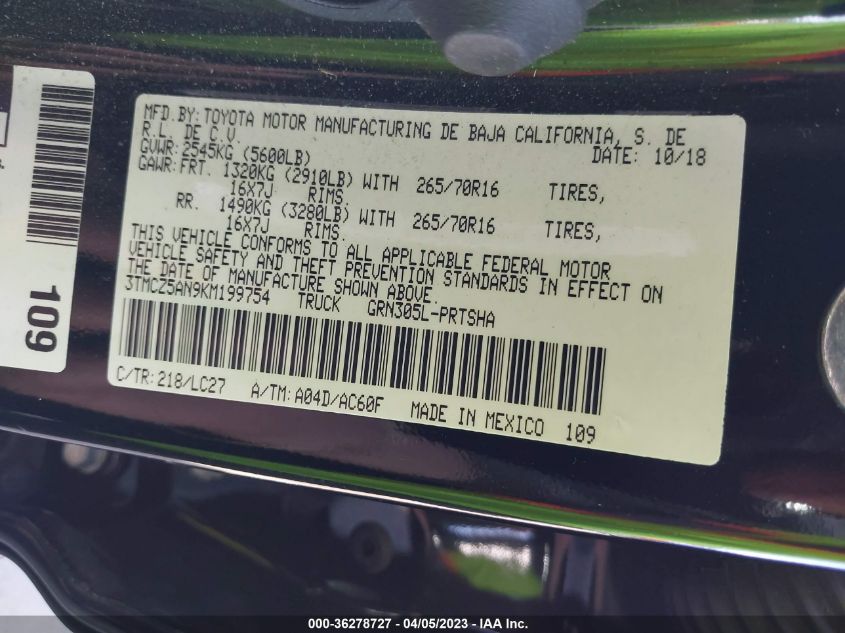 MFD.BY: TOYOTA MOTOR MANUFACTURING DE BAJA CALIFORNIA, S. DE
R.L. DE C.V. DATE: 10/18
GVWR: 2545KG (5600LB)
GAWR: FRT. 1320KG (2910LB) WITH 265/70R16 TIRES,
16X7J RIMS.
RR. 1490KG (3280LB) WITH 265/70R16 TIRES,
16X7J RIMS.
THIS VEHICLE CONFORMS TO ALL APPLICABLE FEDERAL MOTOR
VEHICLE SAFETY AND THEFT PREVENTION STANDARDS IN EFFECT ON
THE DATE OF MANUFACTURE SHOWN ABOVE.
3TMCZ5AN9KM199754 TRUCK GRN305L-PRTSHA
C/TR: 218/LC27 A/TM: A04D/AC60F MADE IN MEXICO 109
109
000-36278727 - 04/05/2023 - IAA Inc.